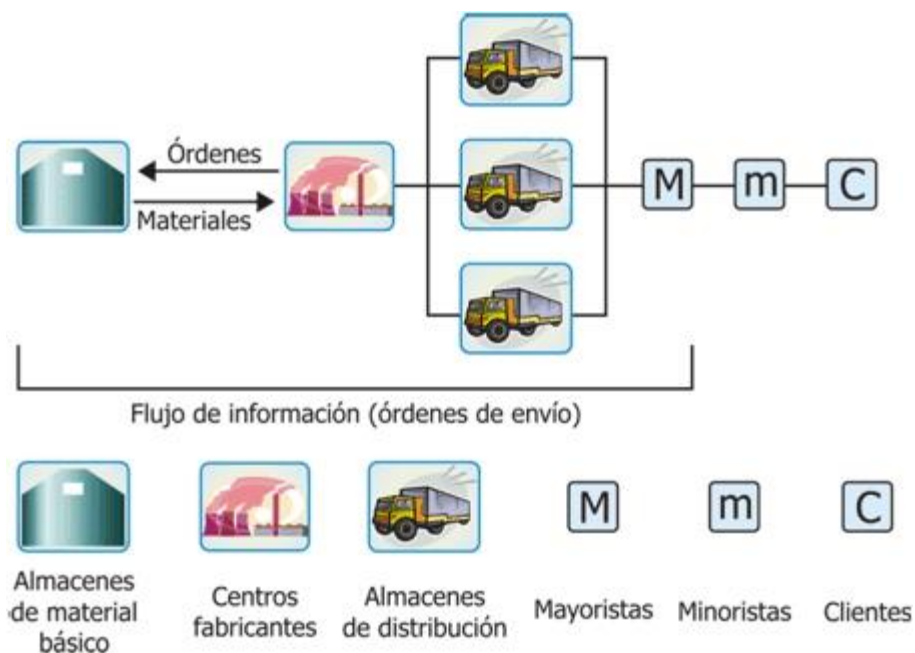 Órdenes
Materiales
M m C
Flujo de información (órdenes de envío)
M m C
Almacenes
de material
básico
Centros
fabricantes
Almacenes
de distribución
Mayoristas
Minoristas
Clientes